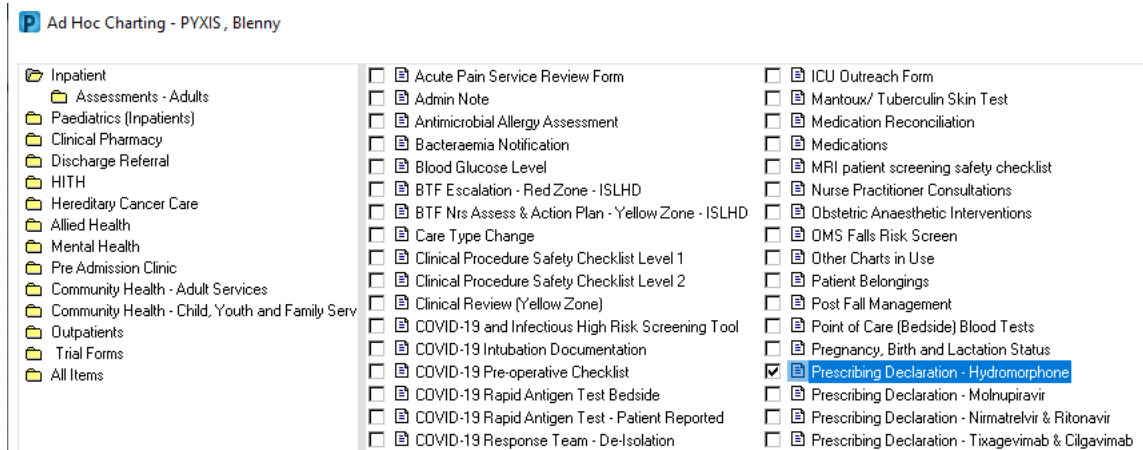 Ad Hoc Charting - PYXIS , Blenny
Inpatient
Assessments - Adults
Paediatrics (Inpatients)
Clinical Pharmacy
Discharge Referral
HITH
Hereditary Cancer Care
Allied Health
Mental Health
Pre Admission Clinic
Community Health - Adult Services
Community Health - Child, Youth and Family Serv
Outpatients
Trial Forms
All Items
Acute Pain Service Review Form
Admin Note
Antimicrobial Allergy Assessment
Bacteraemia Notification
Blood Glucose Level
BTF Escalation - Red Zone - ISLHD
BTF Nrs Assess & Action Plan - Yellow Zone - ISLHD
Care Type Change
Clinical Procedure Safety Checklist Level 1
Clinical Procedure Safety Checklist Level 2
Clinical Review (Yellow Zone)
COVID-19 and Infectious High Risk Screening Tool
COVID-19 Intubation Documentation
COVID-19 Pre-operative Checklist
COVID-19 Rapid Antigen Test Bedside
COVID-19 Rapid Antigen Test - Patient Reported
COVID-19 Response Team - De-Isolation
ICU Outreach Form
Mantoux/ Tuberculin Skin Test
Medication Reconciliation
Medications
MRI patient screening safety checklist
Nurse Practitioner Consultations
Obstetric Anaesthetic Interventions
OMS Falls Risk Screen
Other Charts in Use
Patient Belongings
Post Fall Management
Point of Care (Bedside) Blood Tests
Pregnancy, Birth and Lactation Status
Prescribing Declaration - Hydromorphone
Prescribing Declaration - Molnupiravir
Prescribing Declaration - Nirmatrelvir & Ritonavir
Prescribing Declaration - Tixagevimab & Cilgavimab